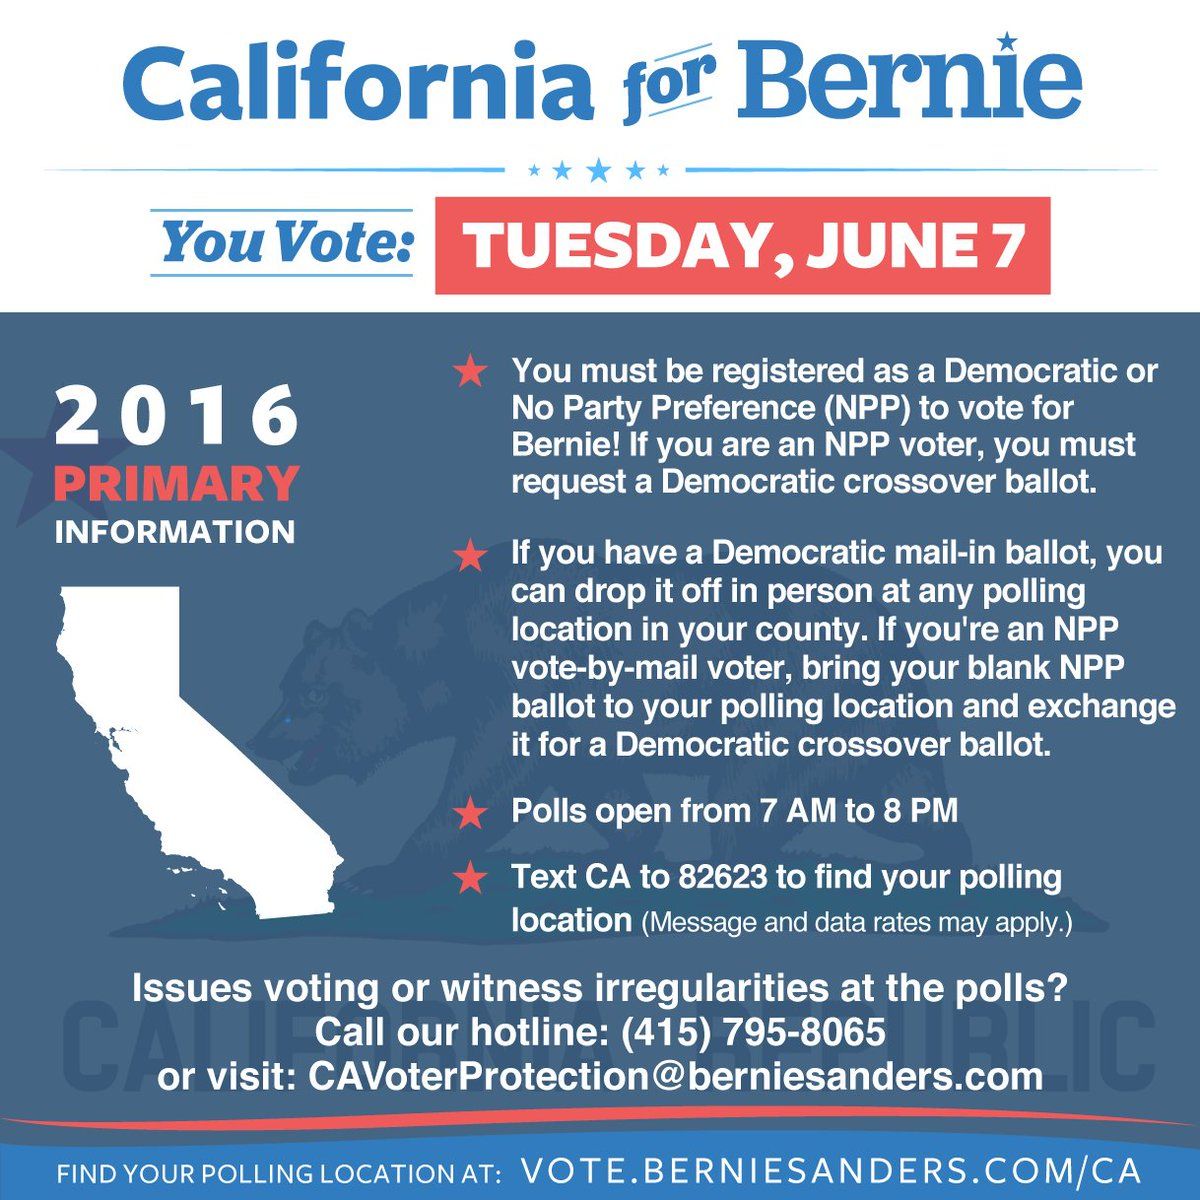 California for Bernie
You Vote: TUESDAY, JUNE 7
2016
PRIMARY
INFORMATION
You must be registered as a Democratic or
No Party Preference (NPP) to vote for
Bernie! If you are an NPP voter, you must
request a Democratic crossover ballot.
If you have a Democratic mail-in ballot, you
can drop it off in person at any polling
location in your county. If you're an NPP
vote-by-mail voter, bring your blank NPP
ballot to your polling location and exchange
it for a Democratic crossover ballot.
Polls open from 7 AM to 8 PM
Text CA to 82623 to find your polling
location (Message and data rates may apply.)
CALIFORNIA REPUBLIC
Issues voting or witness irregularities at the polls?
Call our hotline: (415) 795-8065
or visit: CAVoterProtection@berniesanders.com
FIND YOUR POLLING LOCATION AT: VOTE.BERNIESANDERS.COM/CA